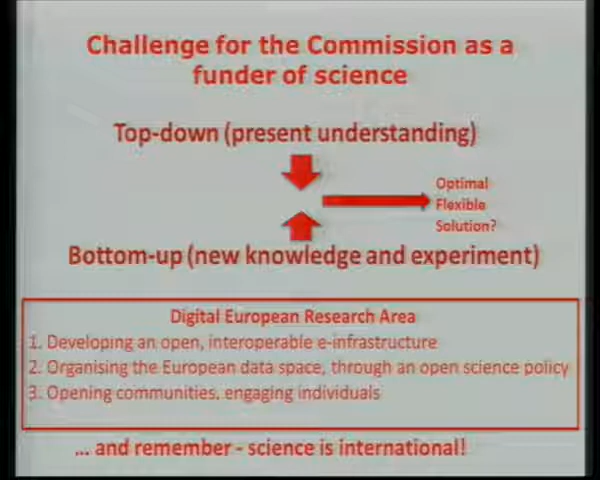 Challenge for the Commission as a
funder of science
Top-down (present understanding)
Optimal
Flexible
Solution?
Bottom-up (new knowledge and experiment)
Digital European Research Area
1. Developing an open, interoperable e-infrastructure
2. Organising the European data space, through an open science policy
3. Opening communities, engaging individuals
... and remember - science is international!